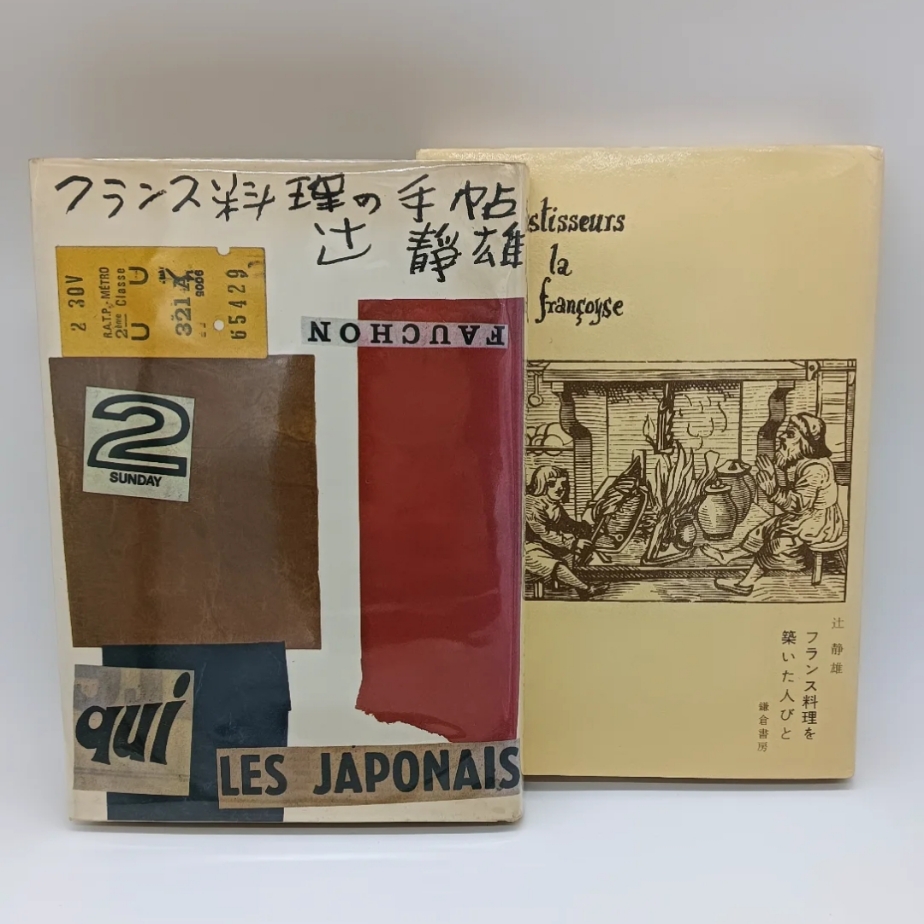 フランス料理の手帖
辻 静雄
2 30V
R.A.T.P.-MÉTRO
2ème Classe
U U
321
65429
FAUCHON
2
SUNDAY
qui
LES JAPONAIS
stisseurs
la
françoyse
辻 静雄
フランス料理を
築いた人びと
鎌倉書房